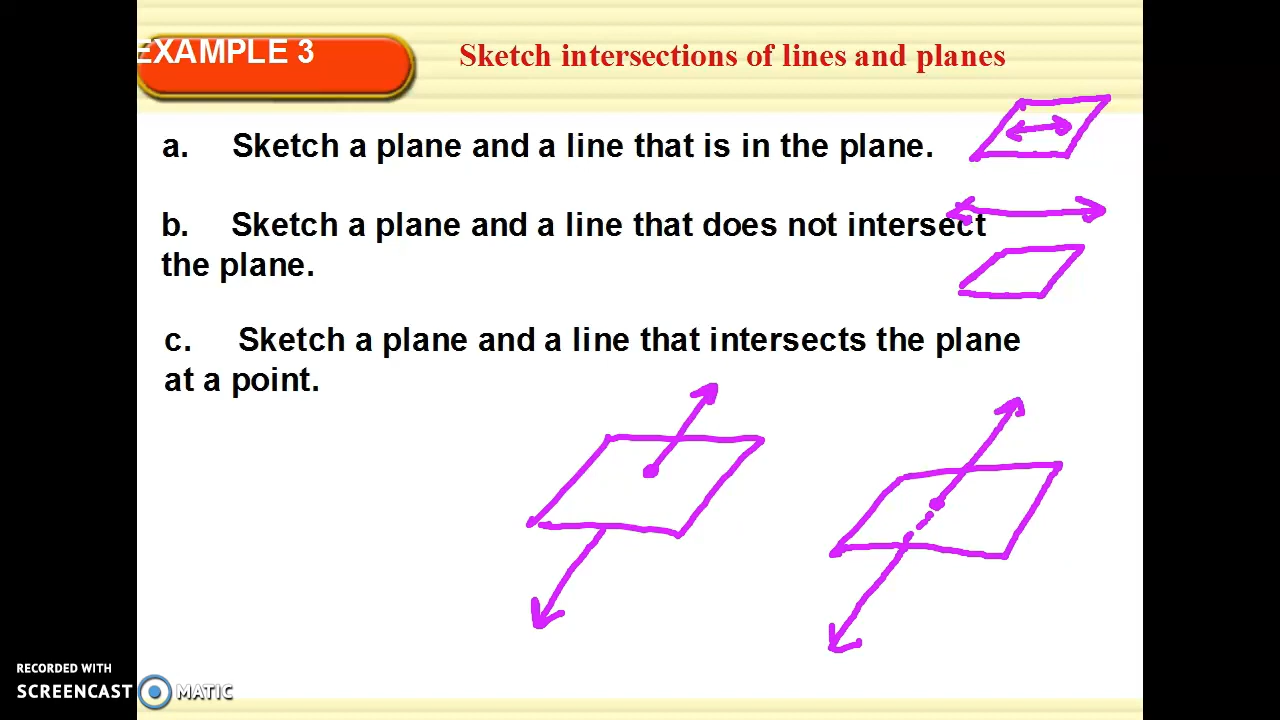 EXAMPLE 3
Sketch intersections of lines and planes
a. Sketch a plane and a line that is in the plane.
b. Sketch a plane and a line that does not intersect
the plane.
c. Sketch a plane and a line that intersects the plane
at a point.
RECORDED WITH
SCREENCAST MATIC